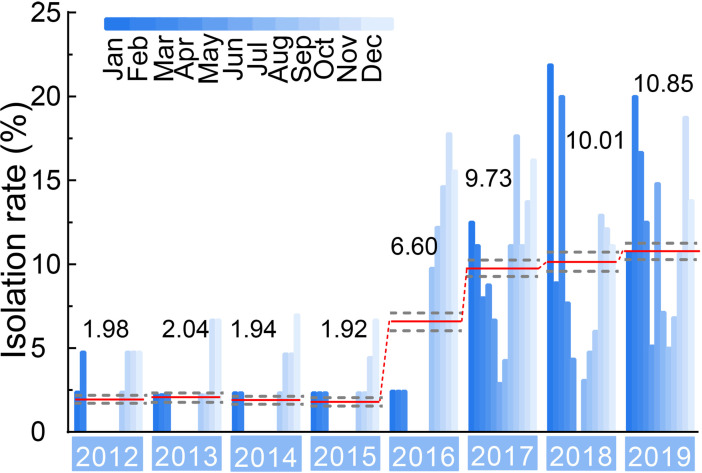 Isolation rate (%)
25
20
15
10
5
0
Jan
Feb
Mar
Apr
May
Jun
Jul
Aug
Sep
Oct
Nov
Dec
1.98
2.04
1.94
1.92
6.60
9.73
10.01
10.85
2012
2013
2014
2015
2016
2017
2018
2019